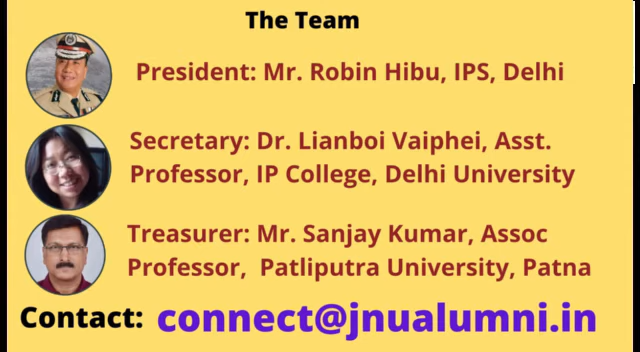 The Team
President: Mr. Robin Hibu, IPS, Delhi
Secretary: Dr. Lianboi Vaiphei, Asst.
Professor, IP College, Delhi University
Treasurer: Mr. Sanjay Kumar, Assoc
Professor, Patliputra University, Patna
Contact: connect@jnualumni.in